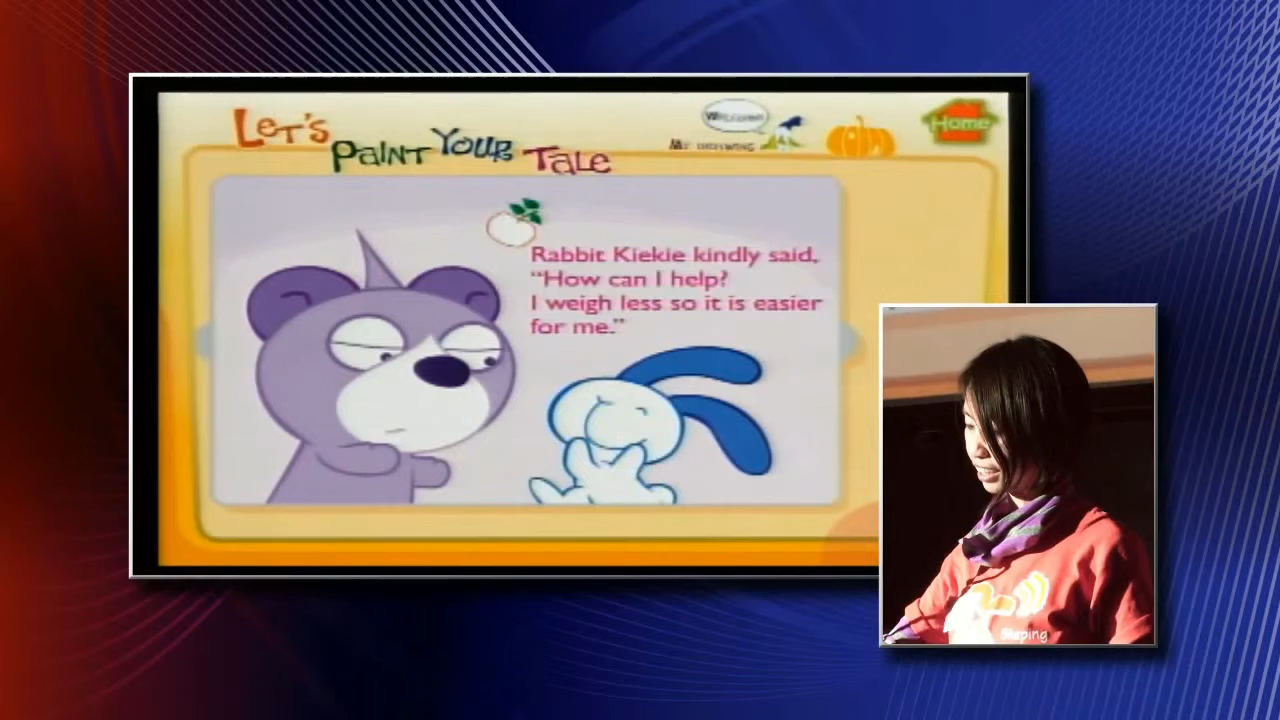 Let's Paint Your Tale
Home
Rabbit Kiekie kindly said,
“How can I help?
I weigh less so it is easier
for me.”